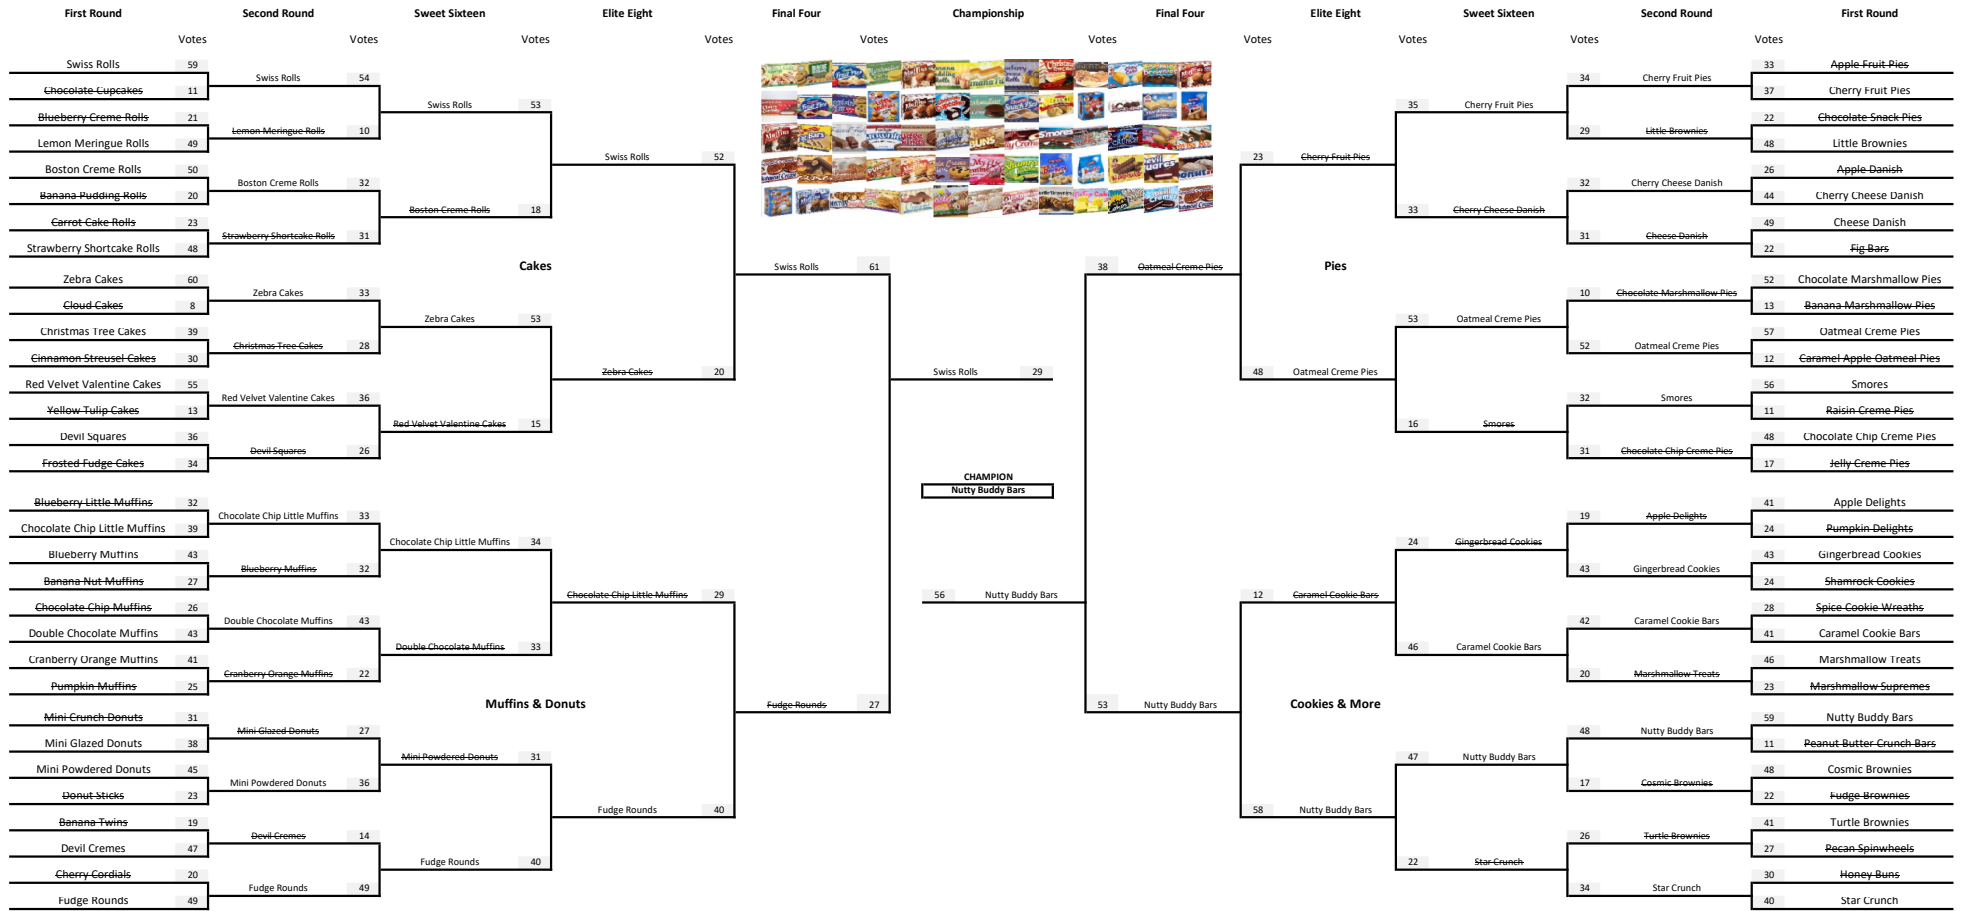 First Round Second Round Sweet Sixteen Elite Eight Final Four Championship Final Four Elite Eight Sweet Sixteen Second Round First Round
Votes Votes Votes Votes Votes Votes Votes Votes Votes Votes
Swiss Rolls 59
Chocolate Cupcakes 11
Blueberry Creme Rolls 21
Lemon Meringue Rolls 49
Boston Creme Rolls 50
Banana Pudding Rolls 20
Carrot Cake Rolls 23
Strawberry Shortcake Rolls 48
Zebra Cakes 60
Cloud Cakes 8
Christmas Tree Cakes 39
Cinnamon Streusel Cakes 30
Red Velvet Valentine Cakes 55
Yellow Tulip Cakes 13
Devil Squares 36
Frosted Fudge Cakes 34
Blueberry Little Muffins 32
Chocolate Chip Little Muffins 39
Blueberry Muffins 43
Banana Nut Muffins 27
Chocolate Chip Muffins 26
Double Chocolate Muffins 43
Cranberry Orange Muffins 41
Pumpkin Muffins 25
Mini Crunch Donuts 31
Mini Glazed Donuts 38
Mini Powdered Donuts 45
Donut Sticks 23
Banana Twins 19
Devil Cremes 47
Cherry Cordials 20
Fudge Rounds 49
Swiss Rolls 54
Lemon Meringue Rolls 10
Boston Creme Rolls 32
Strawberry Shortcake Rolls 31
Zebra Cakes 33
Christmas Tree Cakes 28
Red Velvet Valentine Cakes 36
Devil Squares 26
Chocolate Chip Little Muffins 33
Blueberry Muffins 32
Double Chocolate Muffins 43
Cranberry Orange Muffins 22
Mini Glazed Donuts 27
Mini Powdered Donuts 36
Devil Cremes 14
Fudge Rounds 49
Swiss Rolls 53
Boston Creme Rolls 18
Zebra Cakes 53
Red Velvet Valentine Cakes 15
Chocolate Chip Little Muffins 34
Double Chocolate Muffins 33
Mini Powdered Donuts 31
Fudge Rounds 40
Swiss Rolls 52
Cakes
Zebra Cakes 20
Chocolate Chip Little Muffins 29
Muffins & Donuts
Fudge Rounds 40
Swiss Rolls 61
Fudge Rounds 27
Swiss Rolls 29
CHAMPION
Nutty Buddy Bars
56 Nutty Buddy Bars
38 Oatmeal Creme Pies
53 Nutty Buddy Bars
23 Cherry Fruit Pies
Pies
48 Oatmeal Creme Pies
12 Caramel Cookie Bars
Cookies & More
58 Nutty Buddy Bars
35 Cherry Fruit Pies
33 Cherry Cheese Danish
53 Oatmeal Creme Pies
16 Smores
24 Gingerbread Cookies
46 Caramel Cookie Bars
47 Nutty Buddy Bars
22 Star Crunch
34 Cherry Fruit Pies
29 Little Brownies
32 Cherry Cheese Danish
31 Cheese Danish
10 Chocolate Marshmallow Pies
52 Oatmeal Creme Pies
32 Smores
31 Chocolate Chip Creme Pies
19 Apple Delights
43 Gingerbread Cookies
42 Caramel Cookie Bars
20 Marshmallow Treats
48 Nutty Buddy Bars
17 Cosmic Brownies
26 Turtle Brownies
34 Star Crunch
33 Apple Fruit Pies
37 Cherry Fruit Pies
22 Chocolate Snack Pies
48 Little Brownies
26 Apple Danish
44 Cherry Cheese Danish
49 Cheese Danish
22 Fig Bars
52 Chocolate Marshmallow Pies
13 Banana Marshmallow Pies
57 Oatmeal Creme Pies
12 Caramel Apple Oatmeal Pies
56 Smores
11 Raisin Creme Pies
48 Chocolate Chip Creme Pies
17 Jelly Creme Pies
41 Apple Delights
24 Pumpkin Delights
43 Gingerbread Cookies
24 Shamrock Cookies
28 Spice Cookie Wreaths
41 Caramel Cookie Bars
46 Marshmallow Treats
23 Marshmallow Supremes
59 Nutty Buddy Bars
11 Peanut Butter Crunch Bars
48 Cosmic Brownies
22 Fudge Brownies
41 Turtle Brownies
27 Pecan Spinwheels
30 Honey Buns
40 Star Crunch